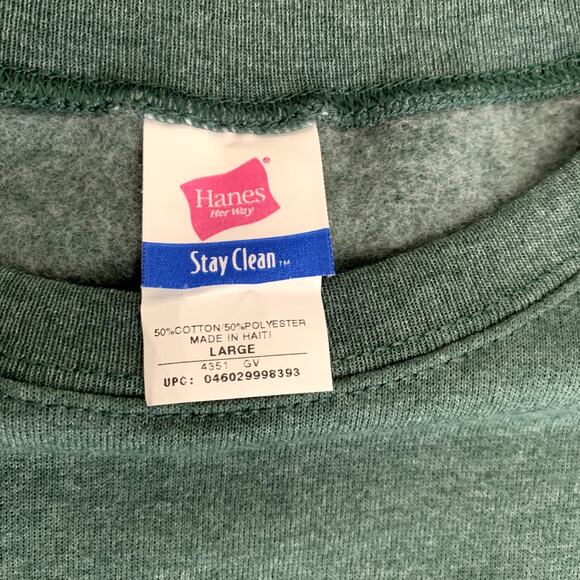 Hanes®
Her Way
Stay Clean™
50%COTTON/50%POLYESTER
MADE IN HAITI
LARGE
4351 GV
UPC: 046029998393